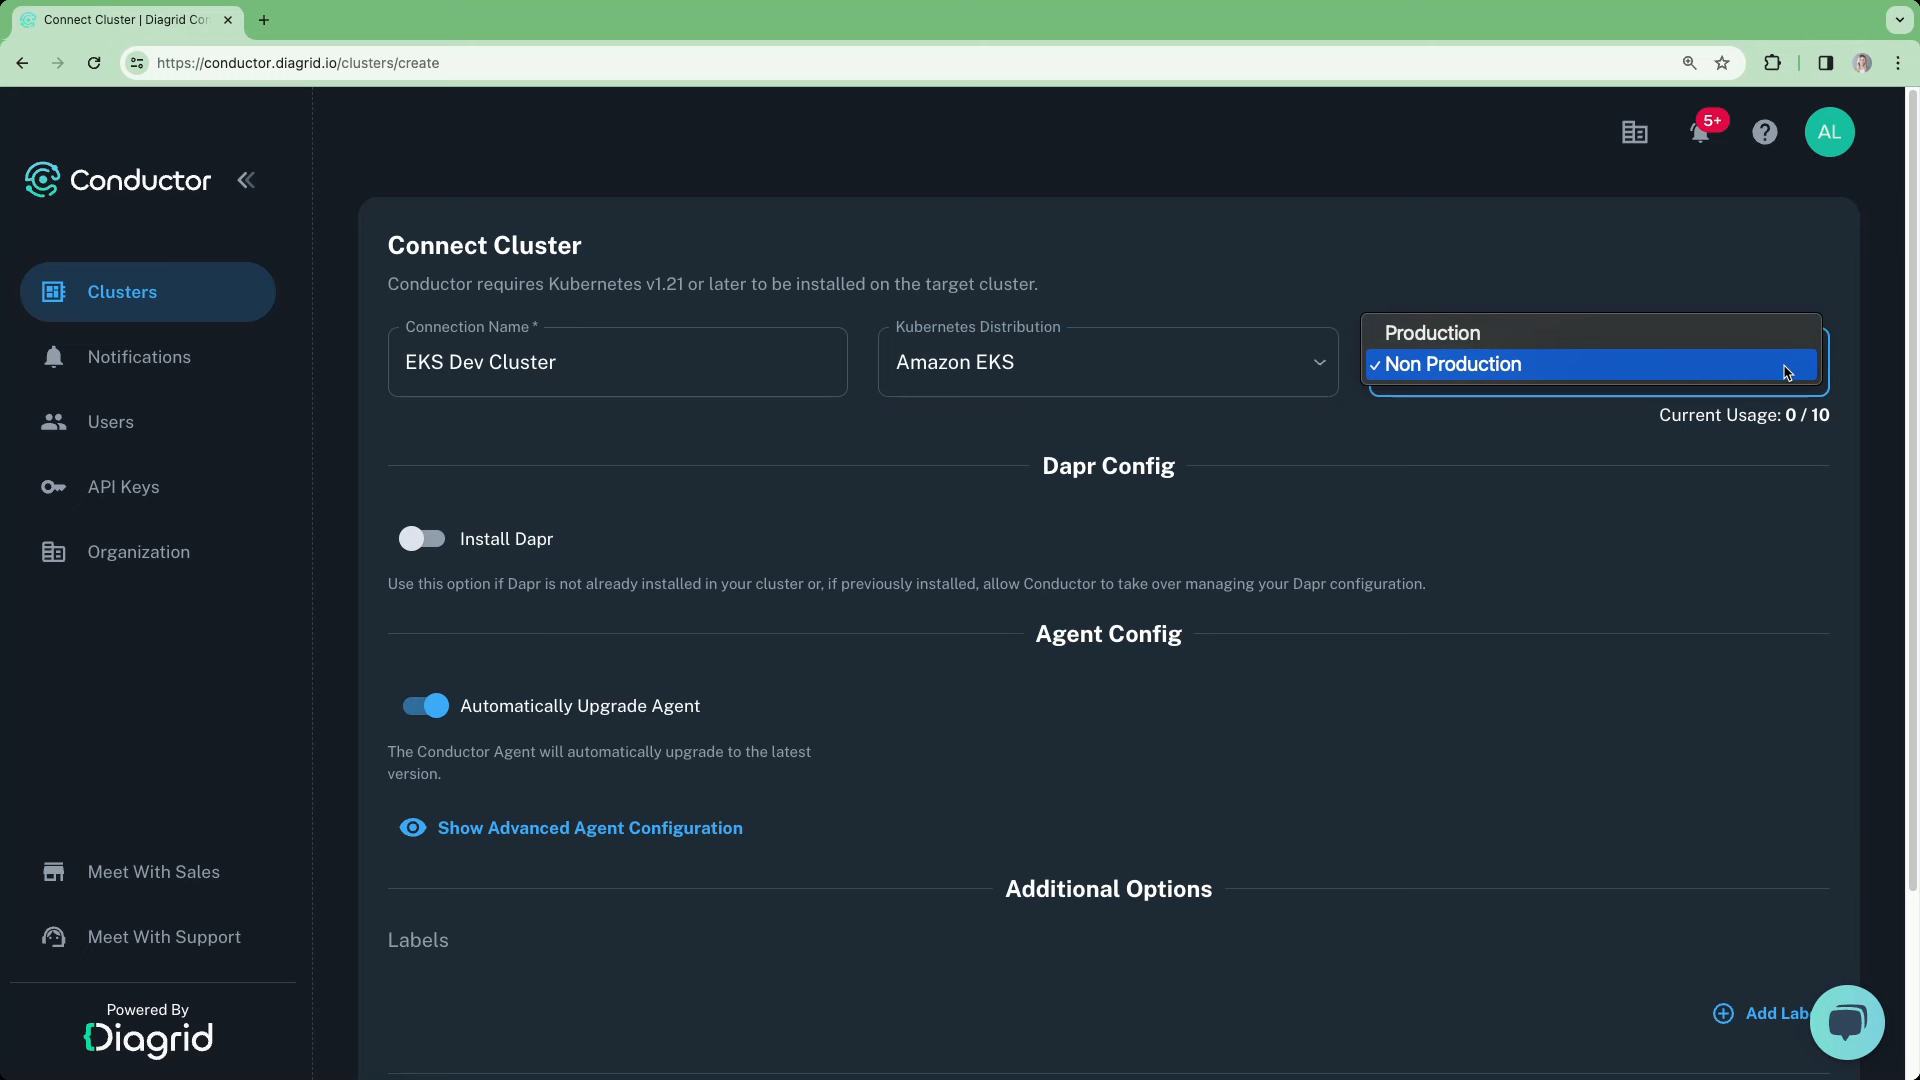 Connect Cluster | Diagrid Con
https://conductor.diagrid.io/clusters/create
5+
AL
Conductor
Clusters
Notifications
Users
API Keys
Organization
Meet With Sales
Meet With Support
Powered By
Diagrid
Connect Cluster
Conductor requires Kubernetes v1.21 or later to be installed on the target cluster.
Connection Name *
EKS Dev Cluster
Kubernetes Distribution
Amazon EKS
Production
✓ Non Production
Current Usage: 0 / 10
Dapr Config
Install Dapr
Use this option if Dapr is not already installed in your cluster or, if previously installed, allow Conductor to take over managing your Dapr configuration.
Agent Config
Automatically Upgrade Agent
The Conductor Agent will automatically upgrade to the latest
version.
Show Advanced Agent Configuration
Additional Options
Labels
Add Lab